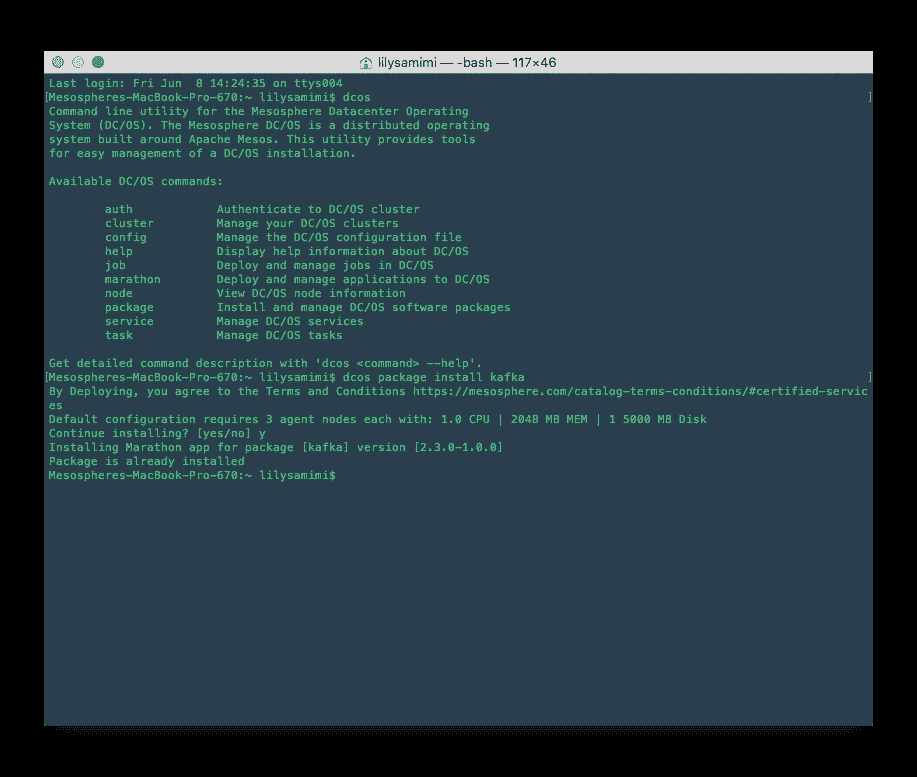 lilysamimi — -bash — 117×46
Last login: Fri Jun  8 14:24:35 on ttys004
[Mesospheres-MacBook-Pro-670:~ lilysamimi$ dcos ]
Command line utility for the Mesosphere Datacenter Operating
System (DC/OS). The Mesosphere DC/OS is a distributed operating
system built around Apache Mesos. This utility provides tools
for easy management of a DC/OS installation.
Available DC/OS commands:
auth Authenticate to DC/OS cluster
cluster Manage your DC/OS clusters
config Manage the DC/OS configuration file
help Display help information about DC/OS
job Deploy and manage jobs in DC/OS
marathon Deploy and manage applications to DC/OS
node View DC/OS node information
package Install and manage DC/OS software packages
service Manage DC/OS services
task Manage DC/OS tasks
Get detailed command description with 'dcos <command> --help'.
[Mesospheres-MacBook-Pro-670:~ lilysamimi$ dcos package install kafka ]
By Deploying, you agree to the Terms and Conditions https://mesosphere.com/catalog-terms-conditions/#certified-servic
es
Default configuration requires 3 agent nodes each with: 1.0 CPU | 2048 MB MEM | 1 5000 MB Disk
Continue installing? [yes/no] y
Installing Marathon app for package [kafka] version [2.3.0-1.0.0]
Package is already installed
Mesospheres-MacBook-Pro-670:~ lilysamimi$